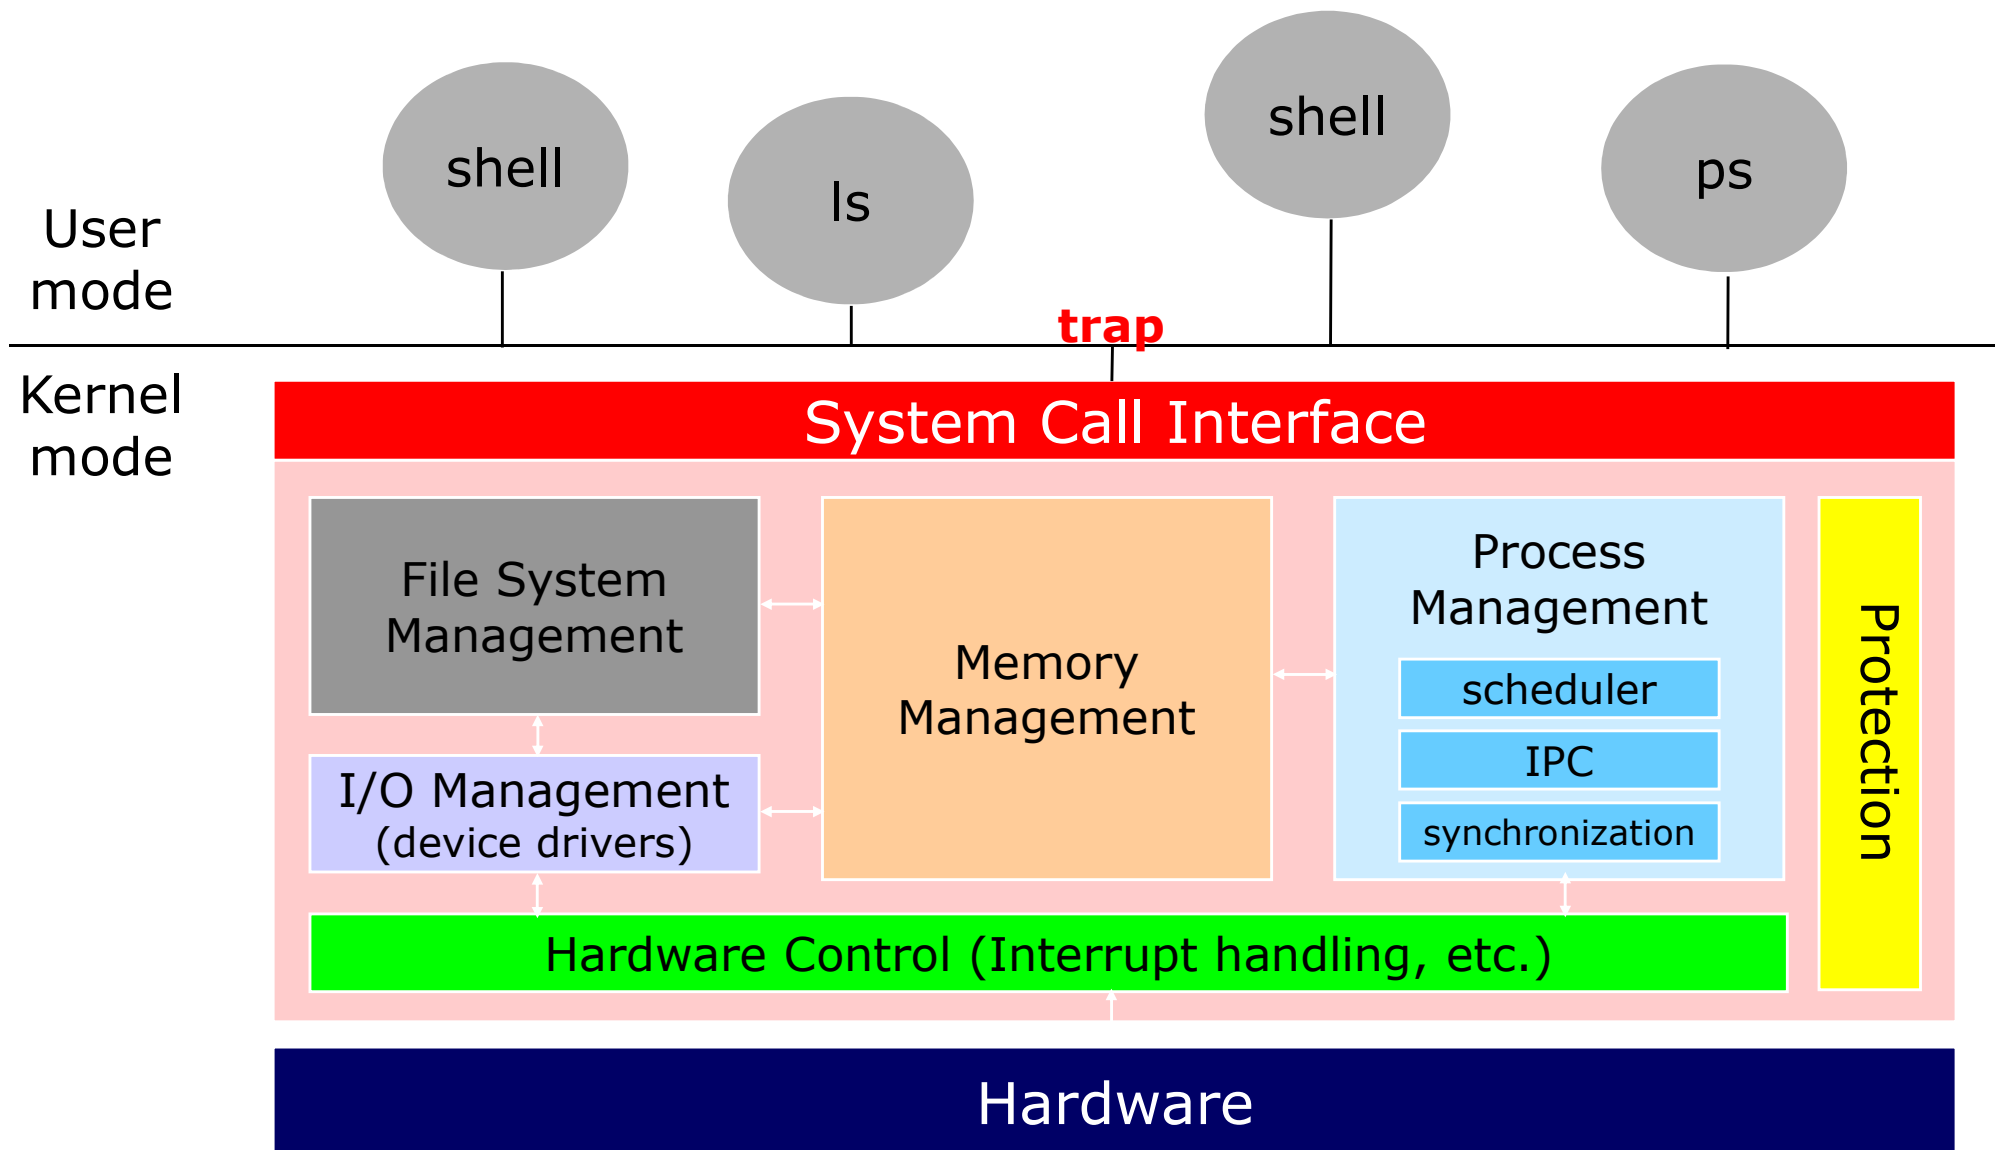 shell
ls
shell
ps
User
mode
trap
Kernel
mode
System Call Interface
File System
Management
I/O Management
(device drivers)
Memory
Management
Process
Management
scheduler
IPC
synchronization
Protection
Hardware Control (Interrupt handling, etc.)
Hardware